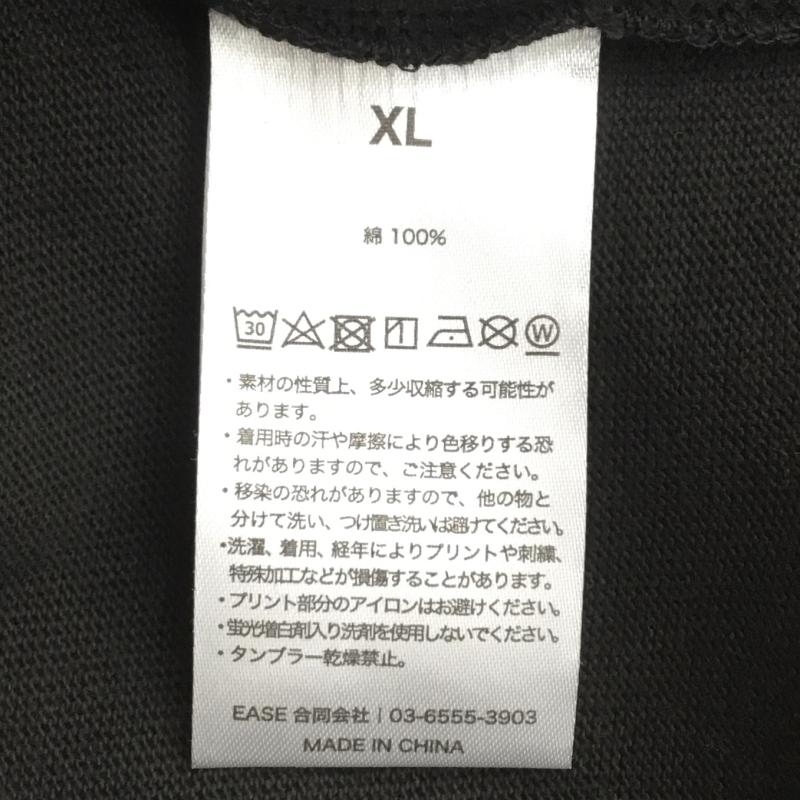 XL
綿 100%
30
W
・素材の性質上、多少収縮する可能性が
あります。
・着用時の汗や摩擦により色移りする恐
れがありますので、ご注意ください。
・移染の恐れがありますので、他の物と
分けて洗い、つけ置き洗いは避けてください。
・洗濯、着用、経年によりプリントや刺繍、
特殊加工などが損傷することがあります。
・プリント部分のアイロンはお避けください。
・蛍光増白剤入り洗剤を使用しないでください。
・タンブラー乾燥禁止。
EASE 合同会社 | 03-6555-3903
MADE IN CHINA